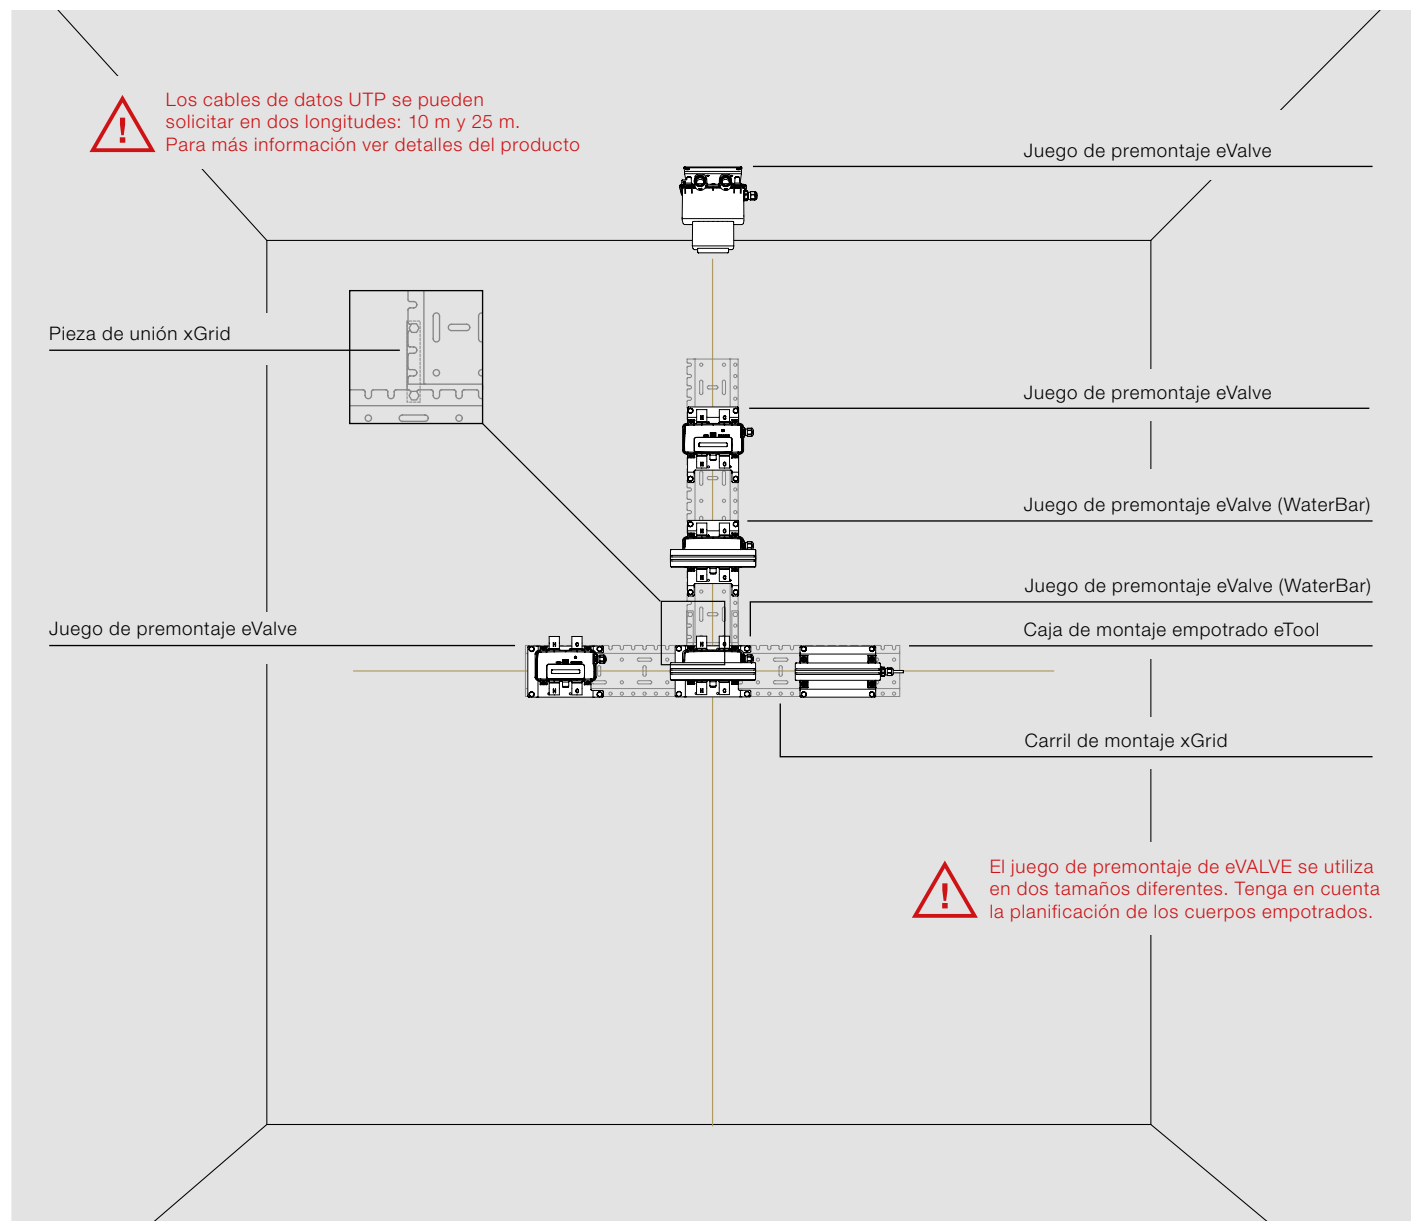 Los cables de datos UTP se pueden
solicitar en dos longitudes: 10 m y 25 m.
Para más información ver detalles del producto
Juego de premontaje eValve
Pieza de unión xGrid
Juego de premontaje eValve
Juego de premontaje eValve (WaterBar)
Juego de premontaje eValve (WaterBar)
Juego de premontaje eValve
Caja de montaje empotrado eTool
Carril de montaje xGrid
El juego de premontaje de eVALVE se utiliza
en dos tamaños diferentes. Tenga en cuenta
la planificación de los cuerpos empotrados.